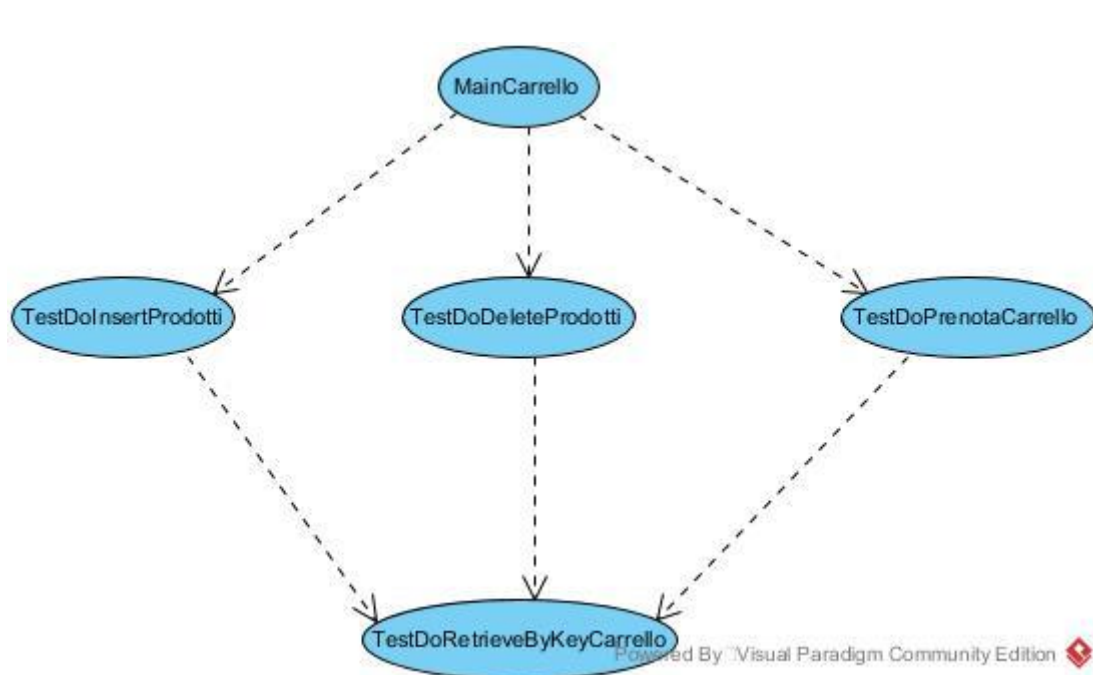 MainCarrello
TestDoInsertProdotti
TestDoDeleteProdotti
TestDoPrenotaCarrello
TestDoRetrieveByKeyCarrello
Powered By Visual Paradigm Community Edition